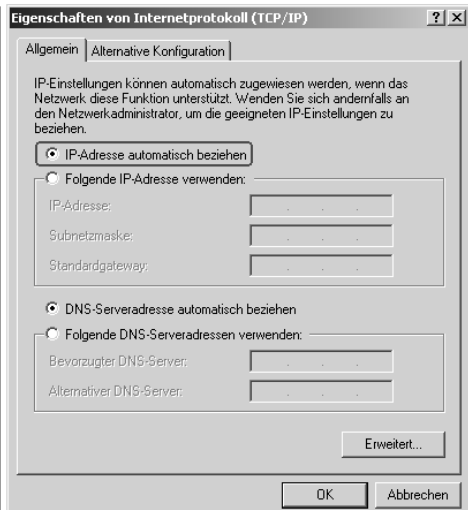 Eigenschaften von Internetprotokoll (TCP/IP)
Allgemein
Alternative Konfiguration
IP-Einstellungen können automatisch zugewiesen werden, wenn das
Netzwerk diese Funktion unterstützt. Wenden Sie sich andernfalls an
den Netzwerkadministrator, um die geeigneten IP-Einstellungen zu
beziehen.
IP-Adresse automatisch beziehen
Folgende IP-Adresse verwenden:
IP-Adresse:
Subnetzmaske:
Standardgateway:
DNS-Serveradresse automatisch beziehen
Folgende DNS-Serveradressen verwenden:
Bevorzugter DNS-Server:
Alternativer DNS-Server:
Erweitert...
OK
Abbrechen